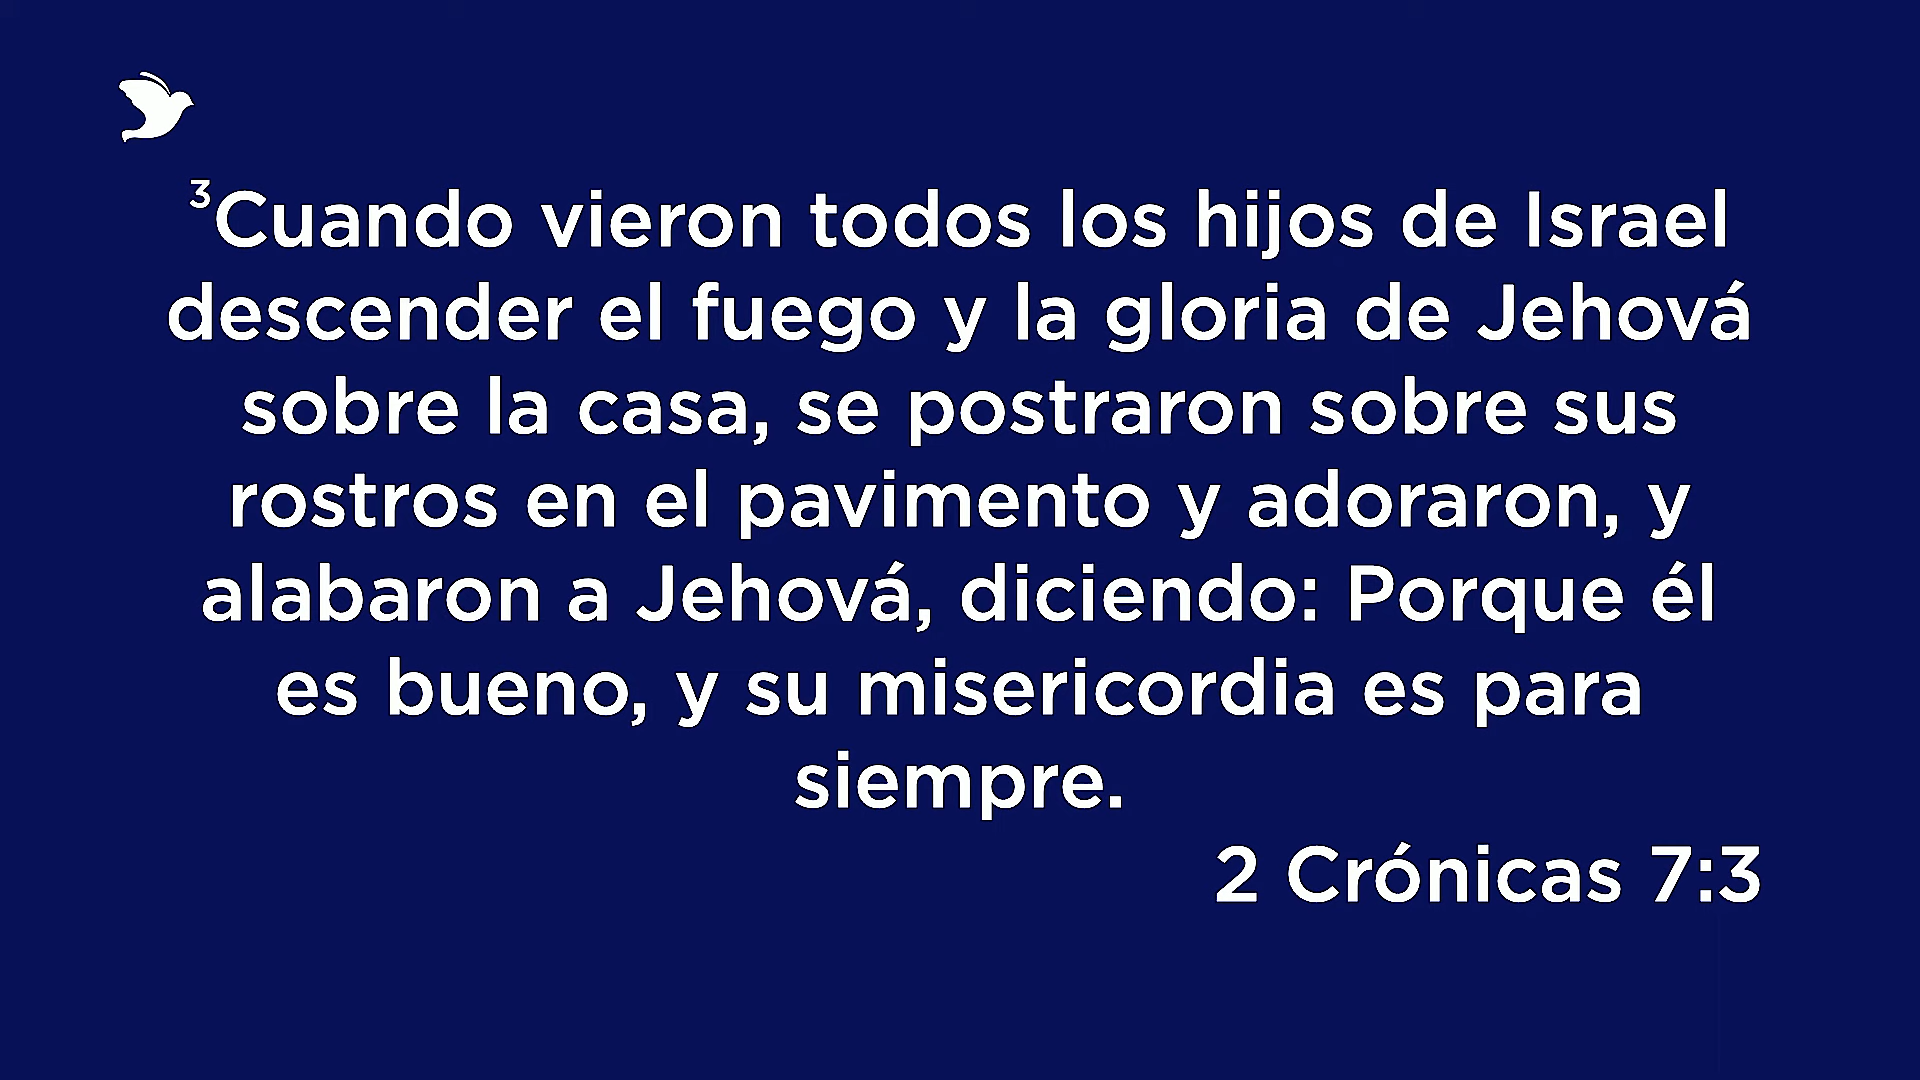 ³Cuando vieron todos los hijos de Israel
descender el fuego y la gloria de Jehová
sobre la casa, se postraron sobre sus
rostros en el pavimento y adoraron, y
alabaron a Jehová, diciendo: Porque él
es bueno, y su misericordia es para
siempre.
2 Crónicas 7:3